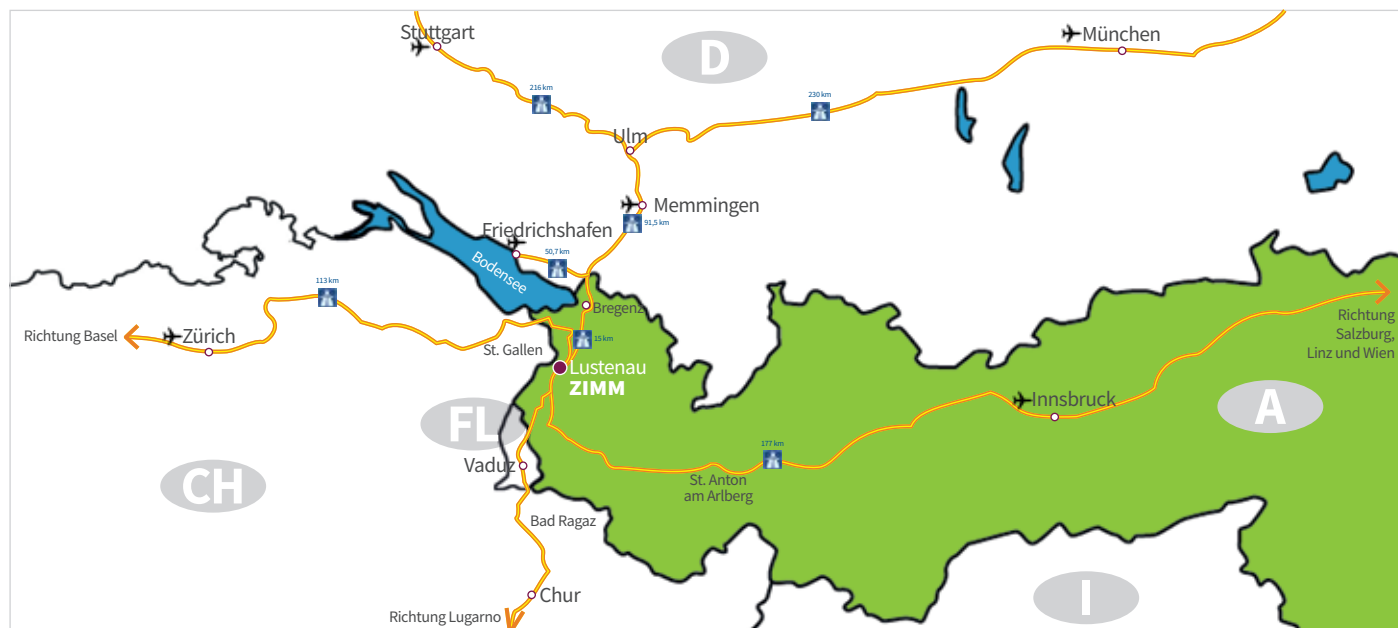 Stuttgart
München
D
216 km
230 km
Ulm
Memmingen
91,5 km
Friedrichshafen
50,7 km
Bodensee
113 km
Bregenz
Richtung Basel
Zürich
St. Gallen
15 km
Richtung
Salzburg,
Linz und Wien
Lustenau
ZIMM
Innsbruck
A
FL
177 km
Vaduz
St. Anton
am Arlberg
CH
Bad Ragaz
Chur
I
Richtung Lugarno